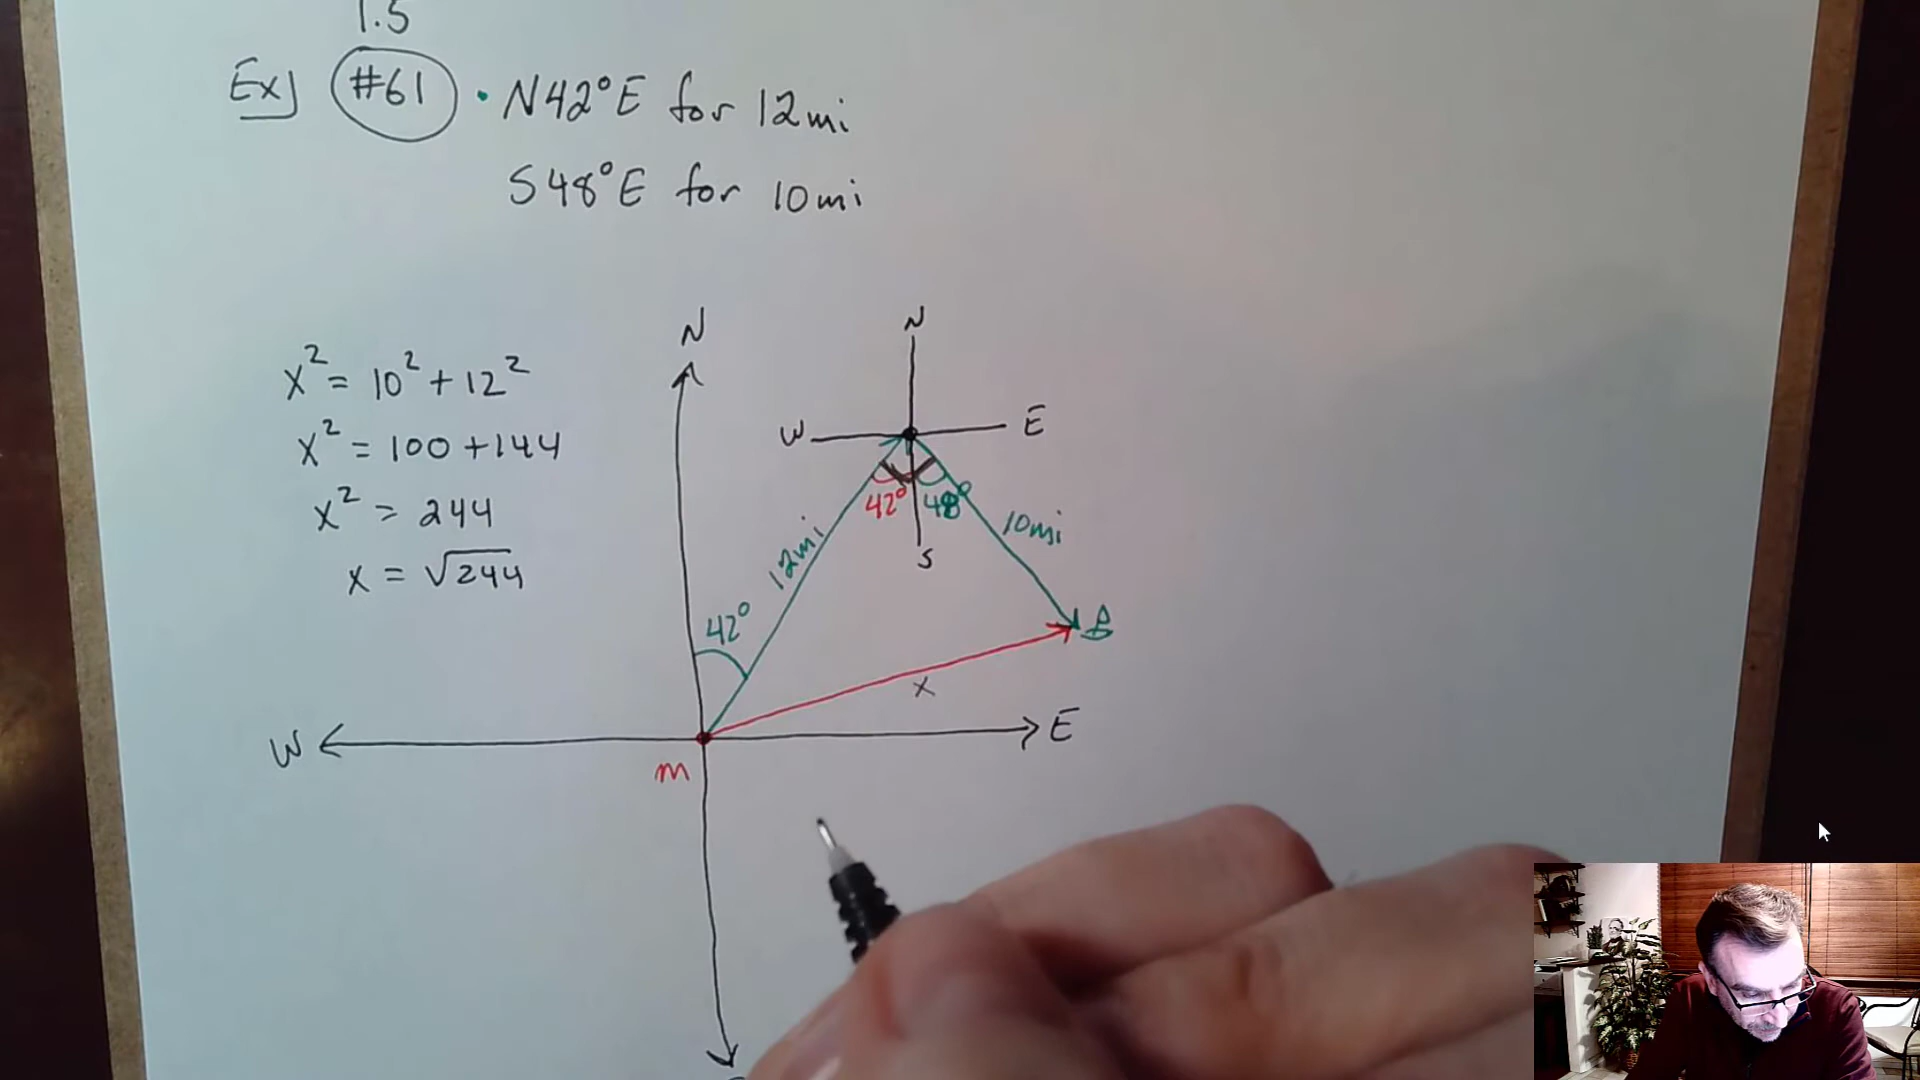 1.5
Ex] #61 • N42°E for 12mi
S48°E for 10mi
N
N
x² = 10² + 12²
W
E
x² = 100 + 144
42°
48°
x² = 244
12mi
10mi
S
x = √244
42°
B
x
W
E
m